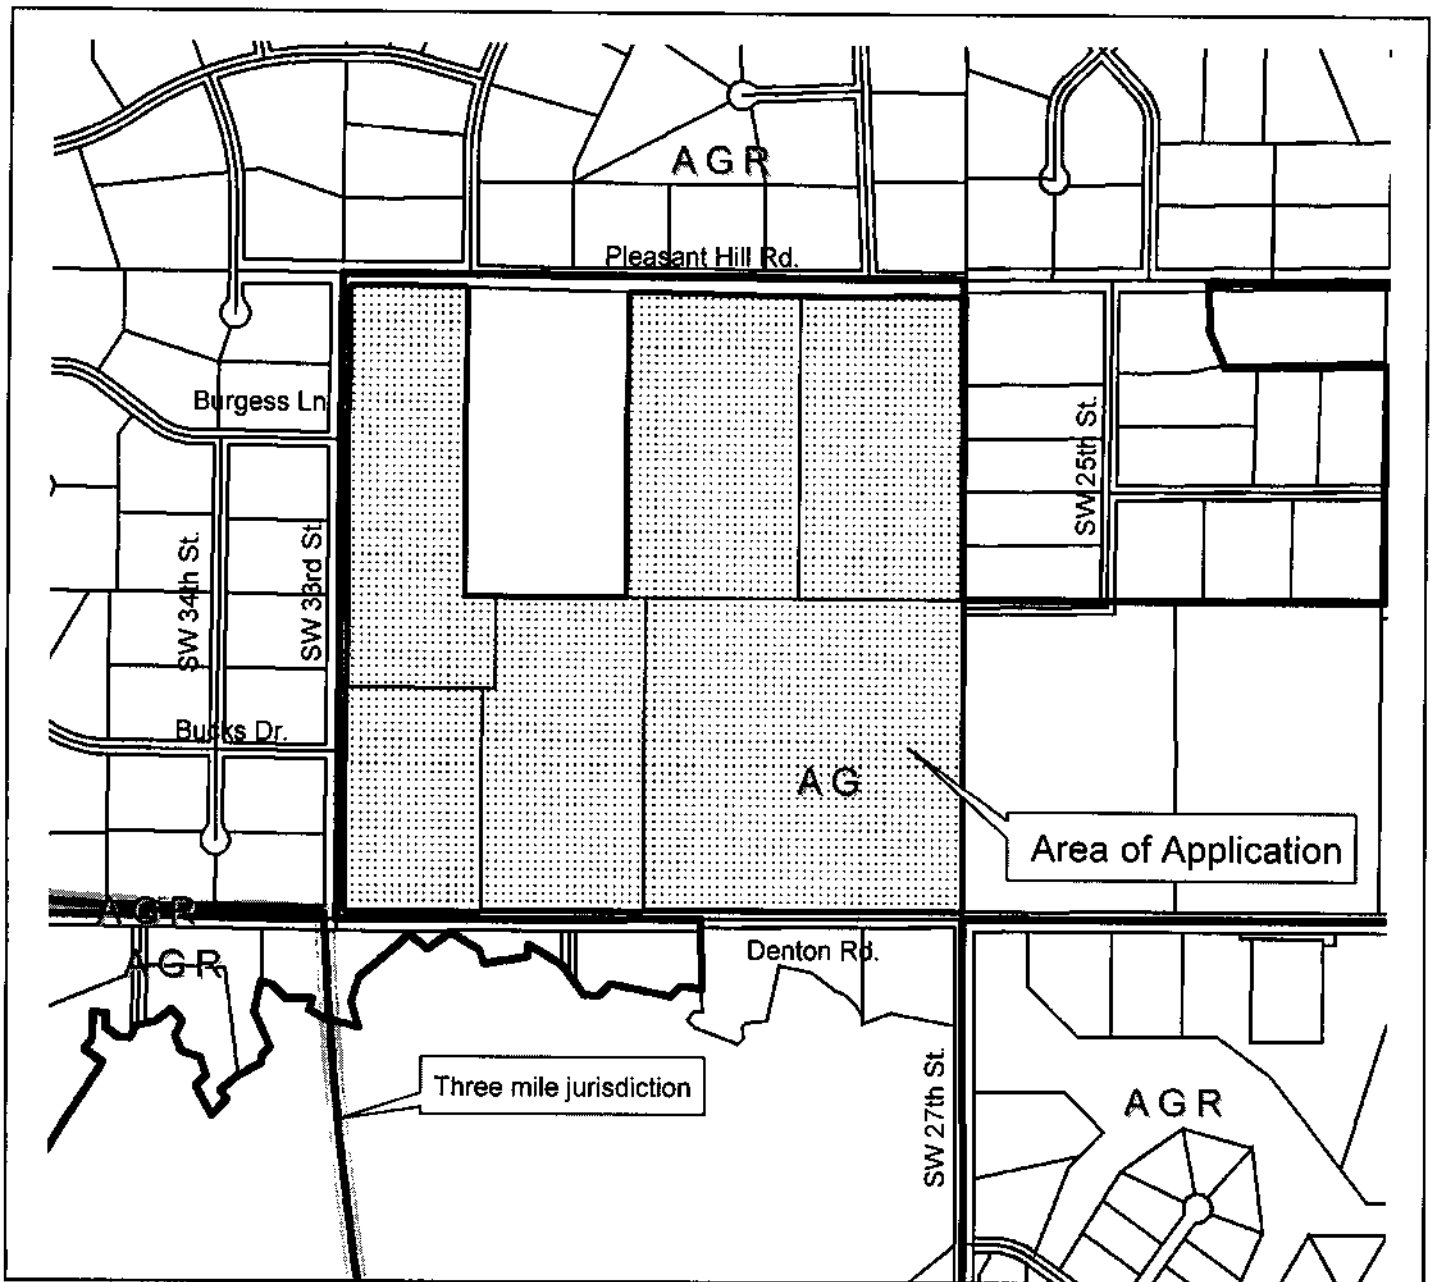 AGR
Pleasant Hill Rd.
Burgess Ln
SW 25th St.
SW 34th St.
SW 33rd St.
Bucks Dr.
AG
Area of Application
AGR
AGR
Denton Rd.
Three mile jurisdiction
SW 27th St.
AGR